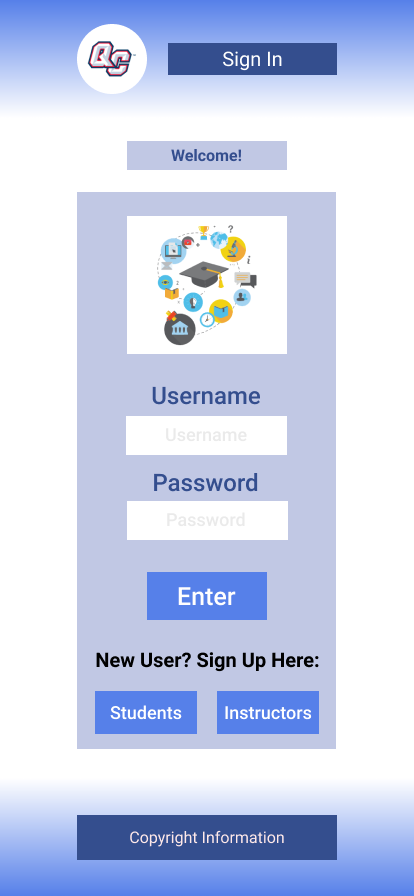 QC
Sign In
Welcome!
?
i
Username
Username
Password
Password
Enter
New User? Sign Up Here:
Students
Instructors
Copyright Information